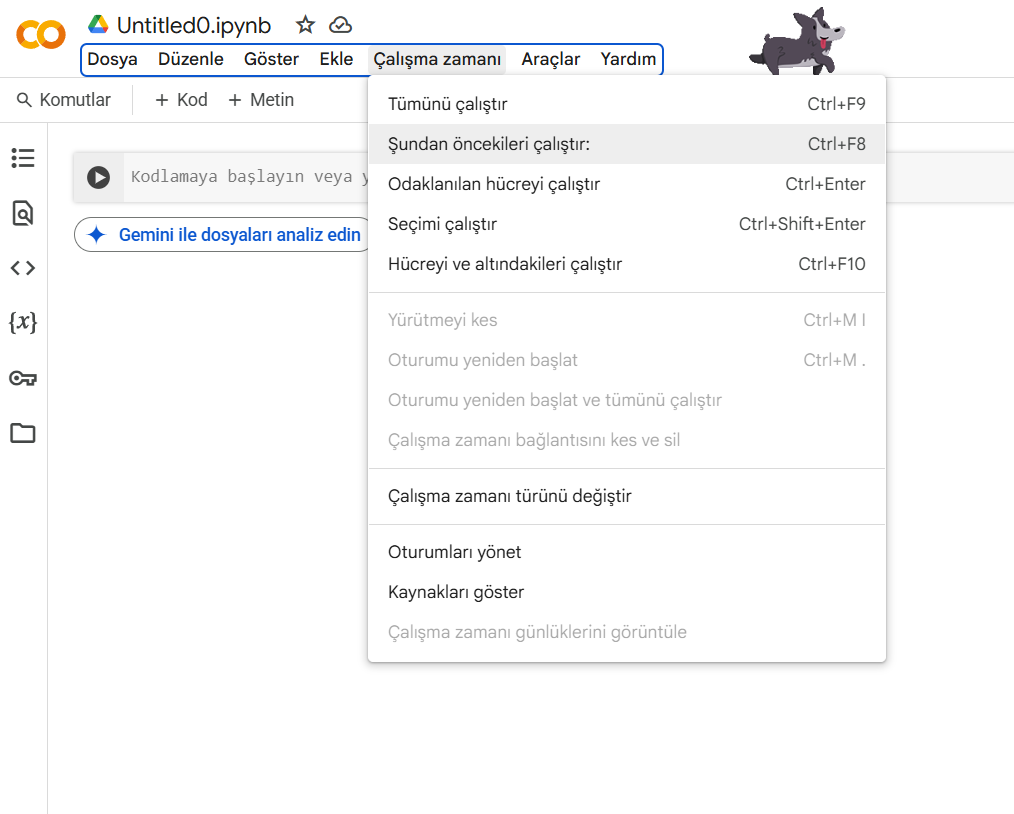 Untitled0.ipynb
Dosya Düzenle Göster Ekle Çalışma zamanı Araçlar Yardım
Komutlar + Kod + Metin
Tümünü çalıştır Ctrl+F9
Şundan öncekileri çalıştır: Ctrl+F8
Kodlamaya başlayın veya
Odaklanılan hücreyi çalıştır Ctrl+Enter
Seçimi çalıştır Ctrl+Shift+Enter
Gemini ile dosyaları analiz edin
Hücreyi ve altındakileri çalıştır Ctrl+F10
Yürütmeyi kes Ctrl+M I
{x}
Oturumu yeniden başlat Ctrl+M .
Oturumu yeniden başlat ve tümünü çalıştır
Çalışma zamanı bağlantısını kes ve sil
Çalışma zamanı türünü değiştir
Oturumları yönet
Kaynakları göster
Çalışma zamanı günlüklerini görüntüle